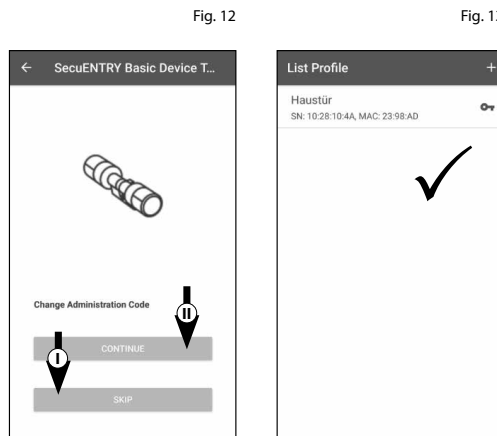 Fig. 12
SecuENTRY Basic Device T...
Change Administration Code
II
CONTINUE
I
SKIP
Fig. 13
List Profile
+
Haustür
SN: 10:28:10:4A, MAC: 23:98:AD